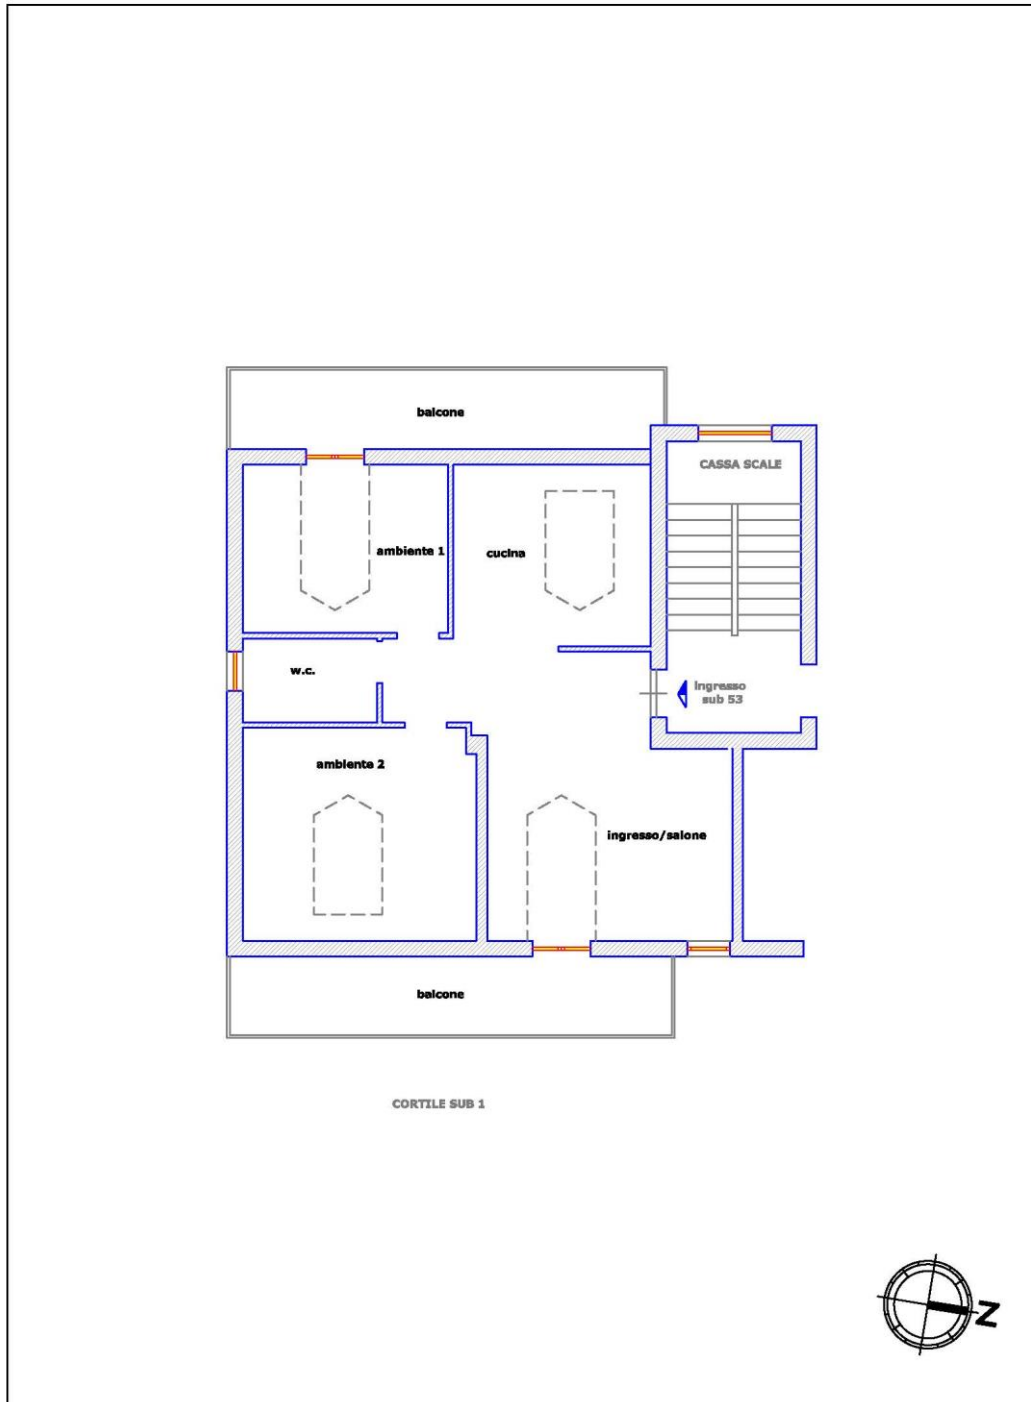 balcone
CASSA SCALE
ambiente 1
cucina
w.c.
ingresso
sub 53
ambiente 2
ingresso/salone
balcone
CORTILE SUB 1
N